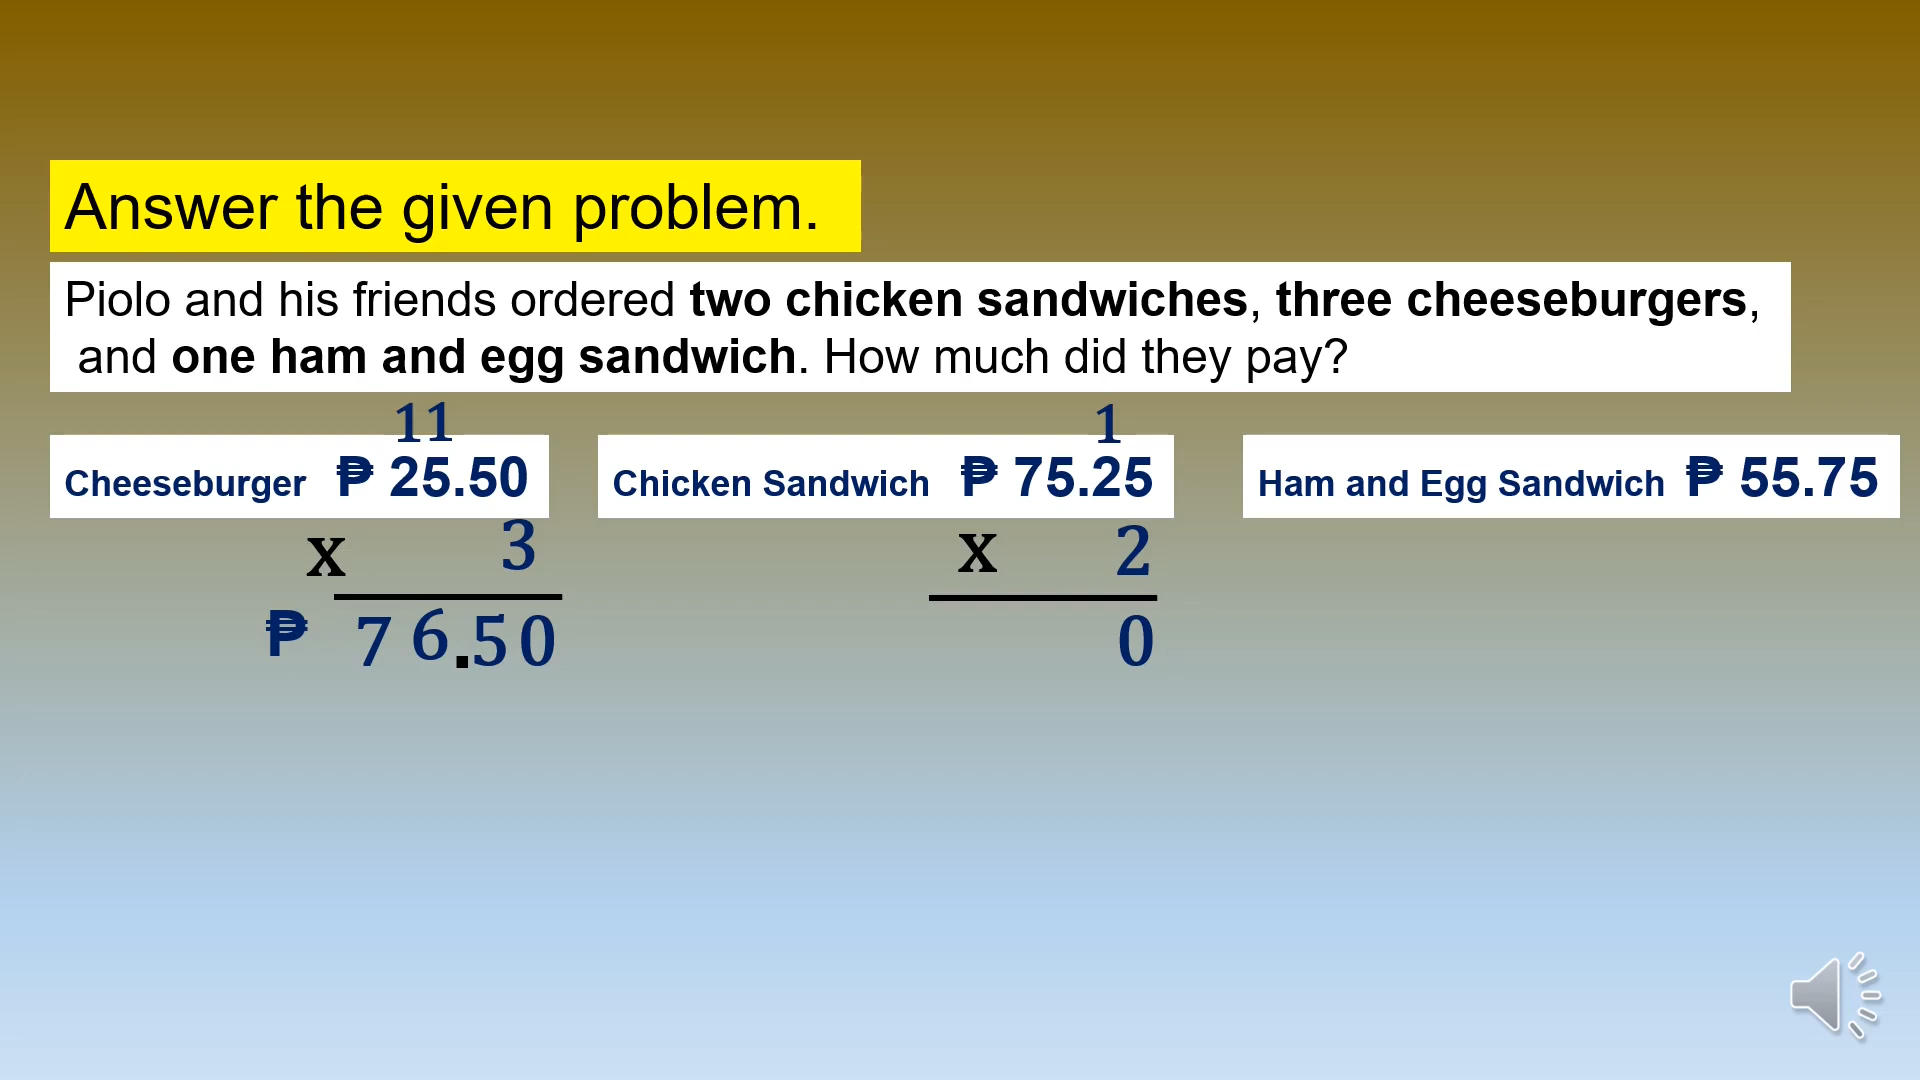 Answer the given problem.
Piolo and his friends ordered two chicken sandwiches, three cheeseburgers,
and one ham and egg sandwich. How much did they pay?
11
Cheeseburger ₱ 25.50
x 3
₱ 76.50
1
Chicken Sandwich ₱ 75.25
x 2
0
Ham and Egg Sandwich ₱ 55.75